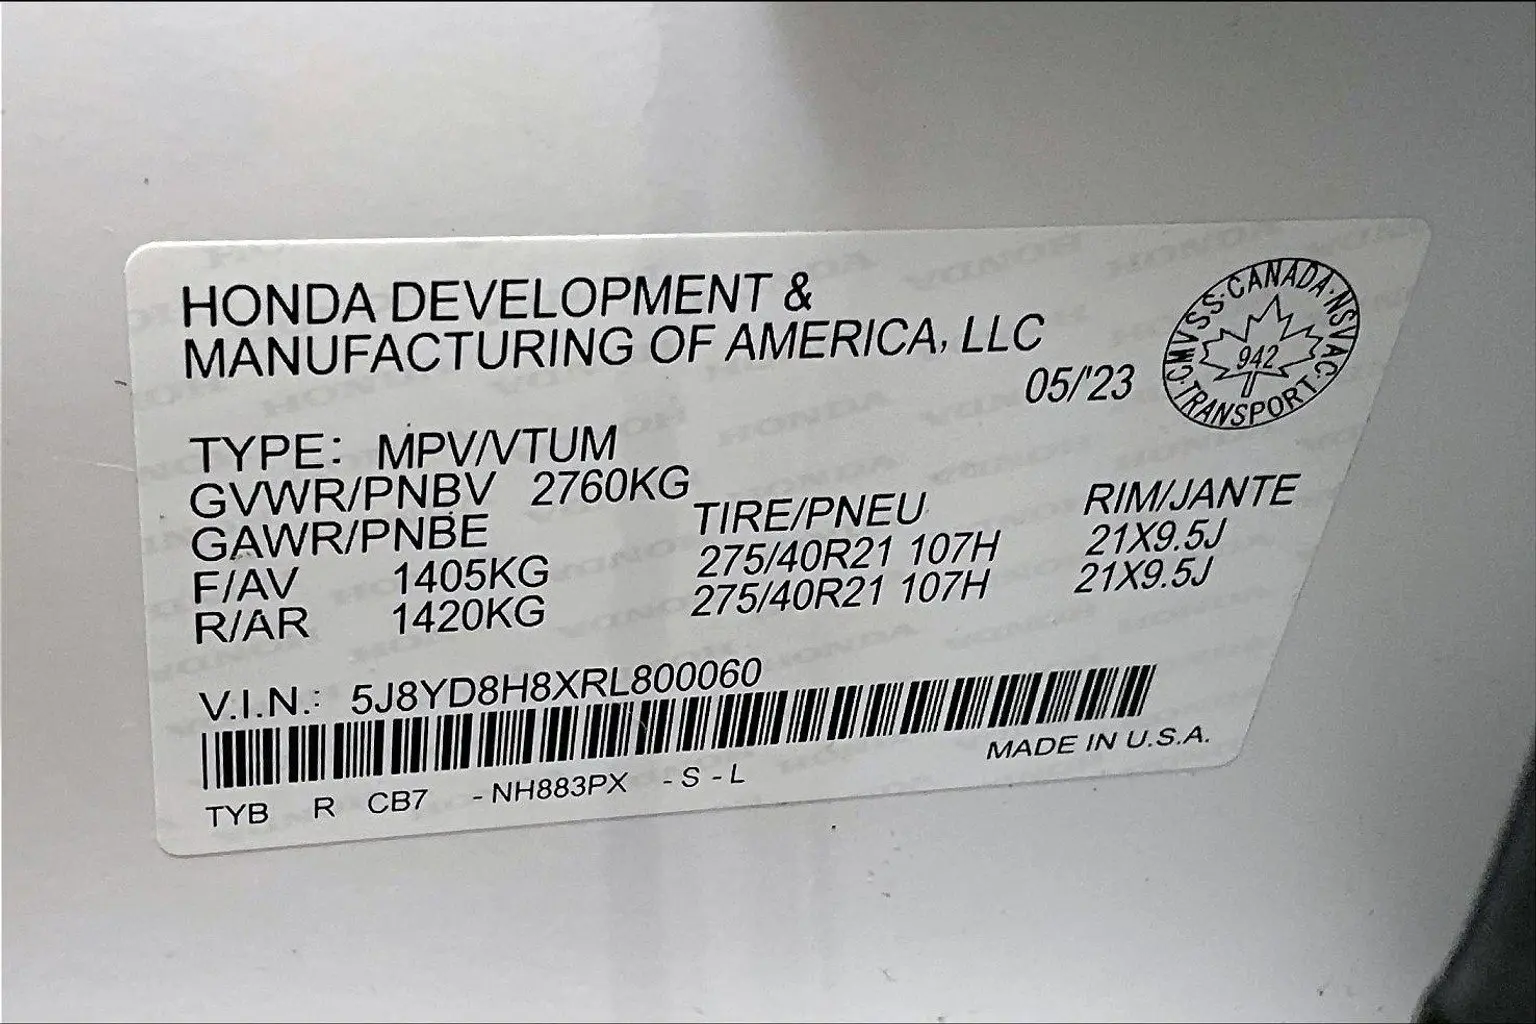 HONDA DEVELOPMENT &
MANUFACTURING OF AMERICA, LLC
05/'23
CMVSS·CANADA·NSVAC·TRANSPORT·
942
TYPE: MPV/VTUM
GVWR/PNBV 2760KG
GAWR/PNBE TIRE/PNEU RIM/JANTE
F/AV 1405KG 275/40R21 107H 21X9.5J
R/AR 1420KG 275/40R21 107H 21X9.5J
V.I.N.: 5J8YD8H8XRL800060
MADE IN U.S.A.
TYB R CB7 -NH883PX -S-L